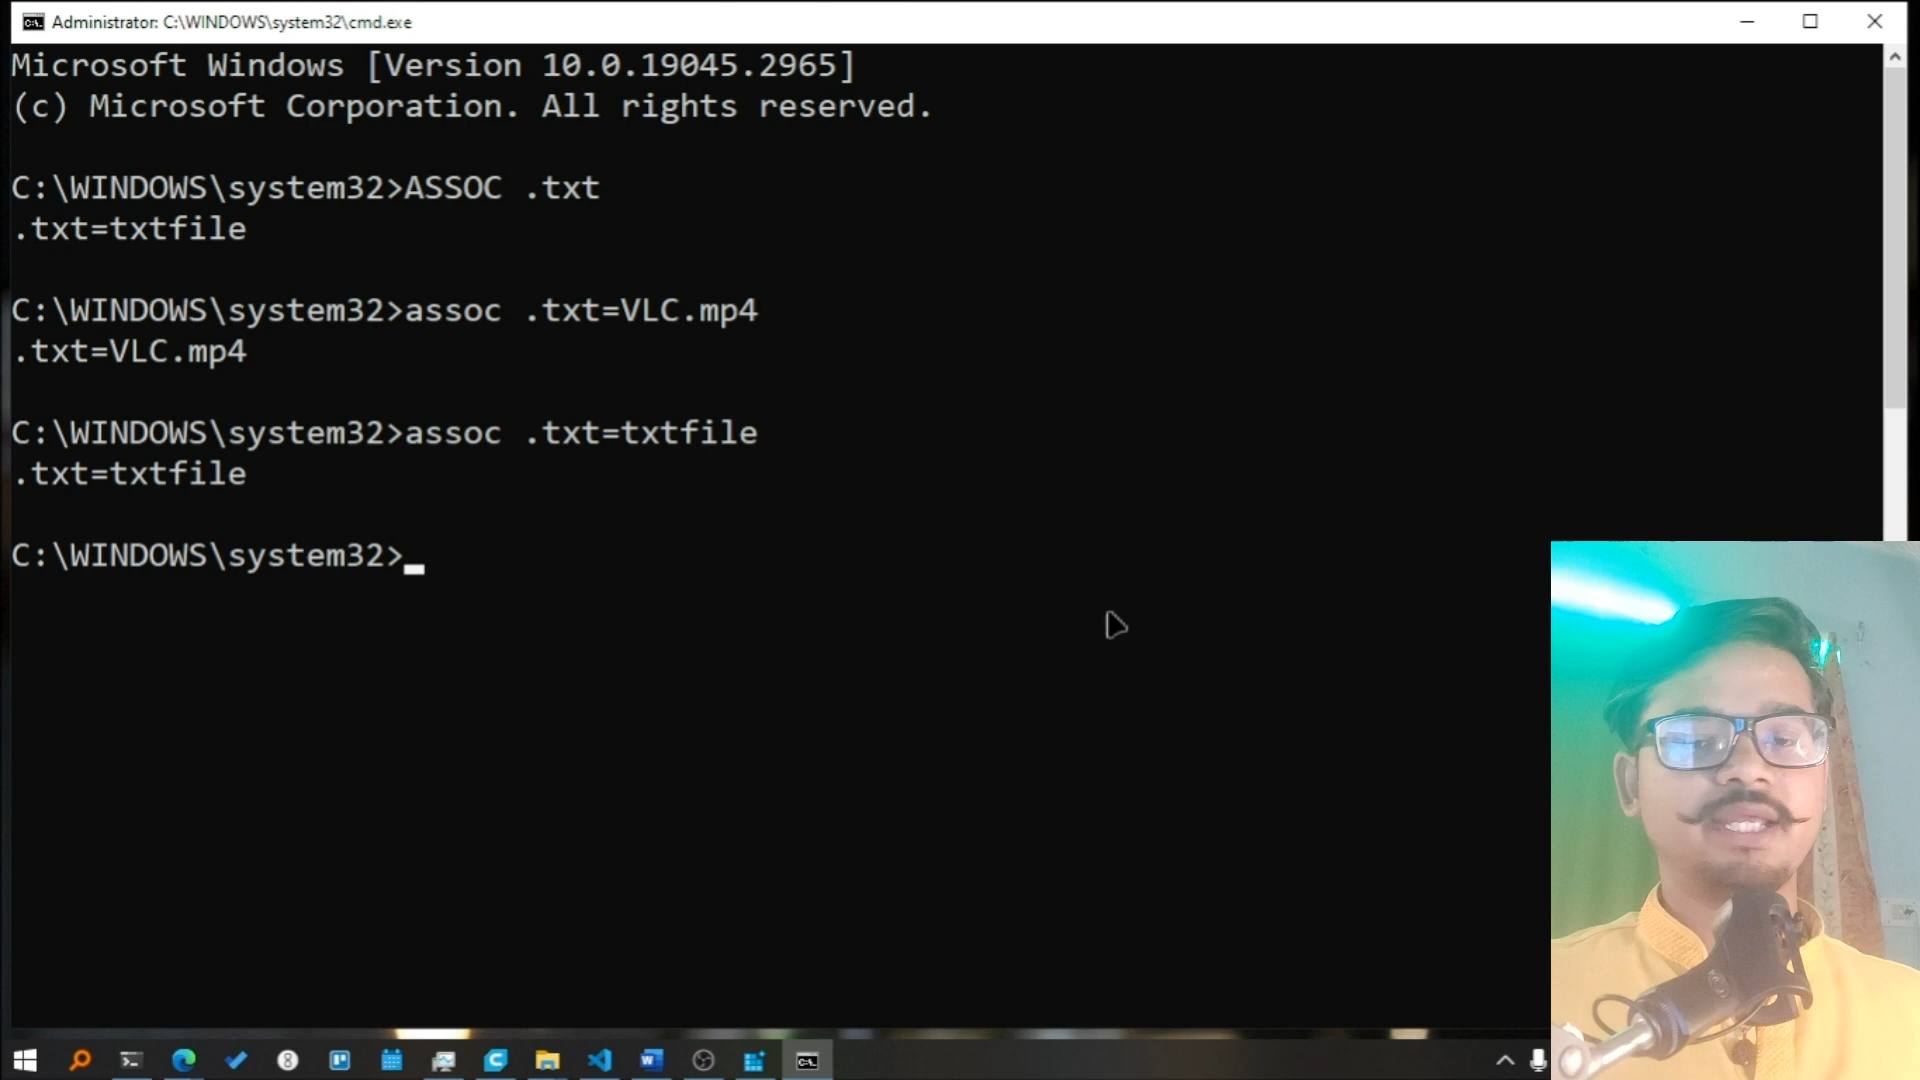 Administrator: C:\WINDOWS\system32\cmd.exe
Microsoft Windows [Version 10.0.19045.2965]
(c) Microsoft Corporation. All rights reserved.
C:\WINDOWS\system32>ASSOC .txt
.txt=txtfile
C:\WINDOWS\system32>assoc .txt=VLC.mp4
.txt=VLC.mp4
C:\WINDOWS\system32>assoc .txt=txtfile
.txt=txtfile
C:\WINDOWS\system32>